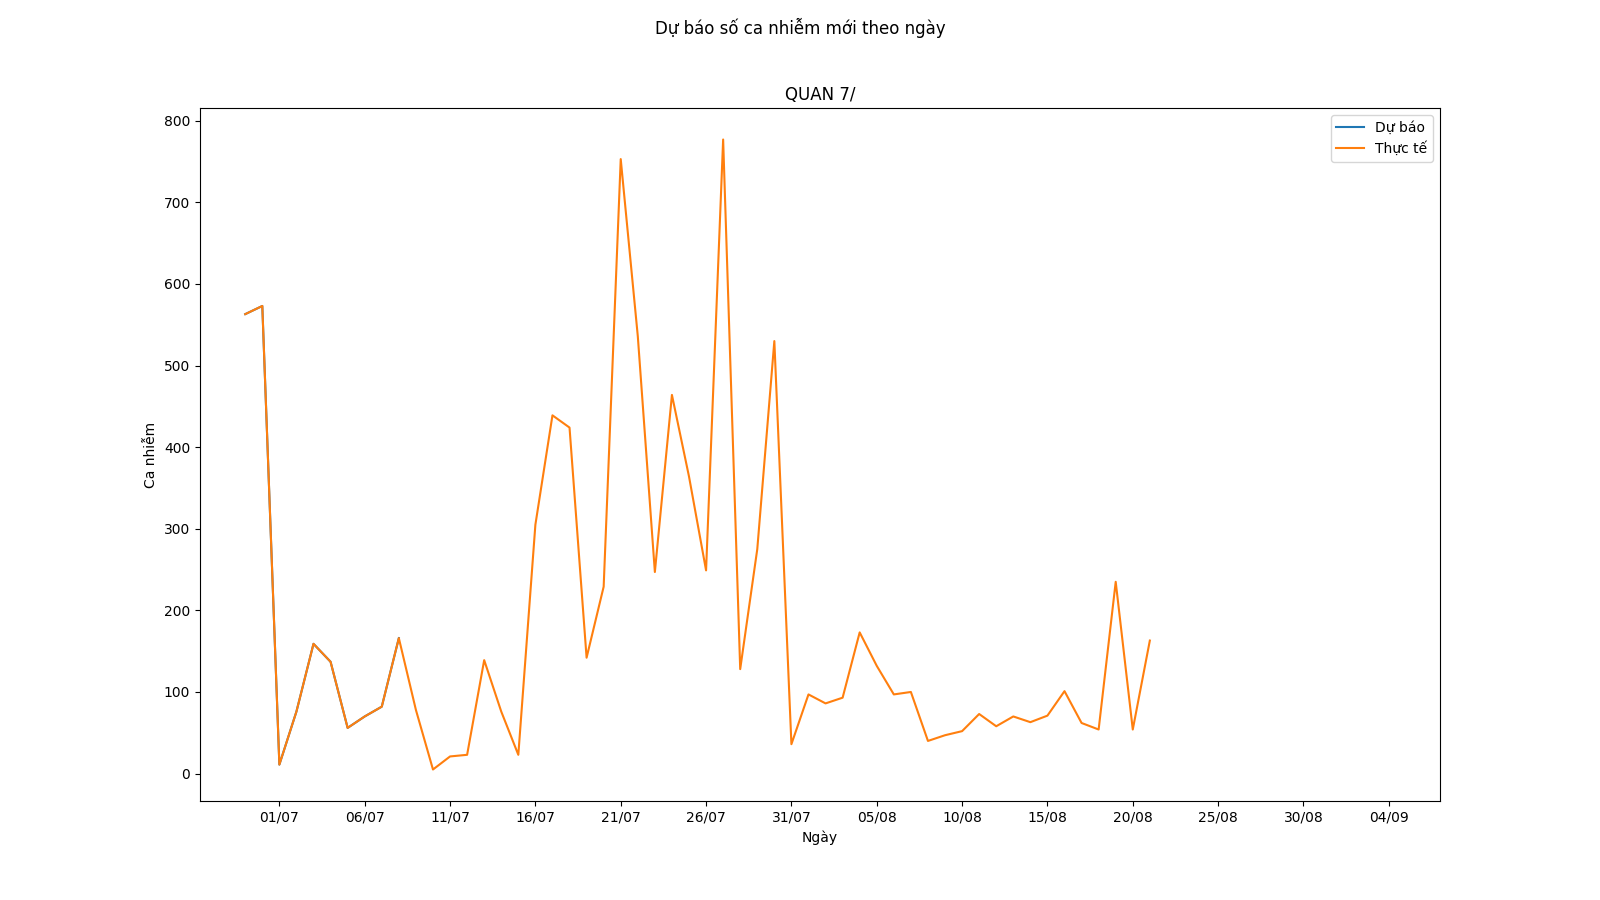 Dự báo số ca nhiễm mới theo ngày
QUAN 7/
Dự báo
Thực tế
800
700
600
500
400
300
200
100
0
Ca nhiễm
01/07 06/07 11/07 16/07 21/07 26/07 31/07 05/08 10/08 15/08 20/08 25/08 30/08 04/09
Ngày